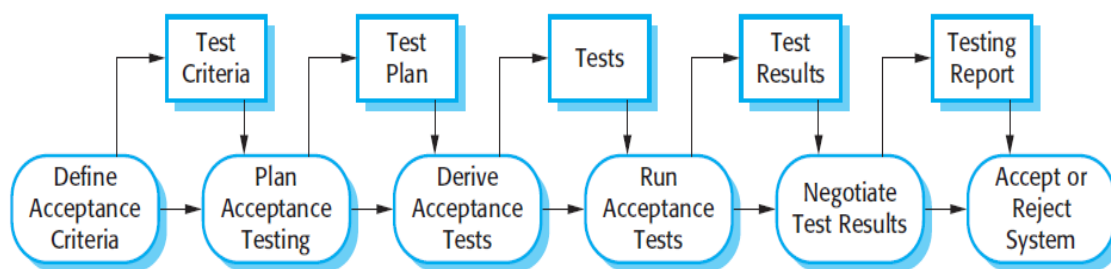 Test
Criteria
Test
Plan
Tests
Test
Results
Testing
Report
Define
Acceptance
Criteria
Plan
Acceptance
Testing
Derive
Acceptance
Tests
Run
Acceptance
Tests
Negotiate
Test Results
Accept or
Reject
System